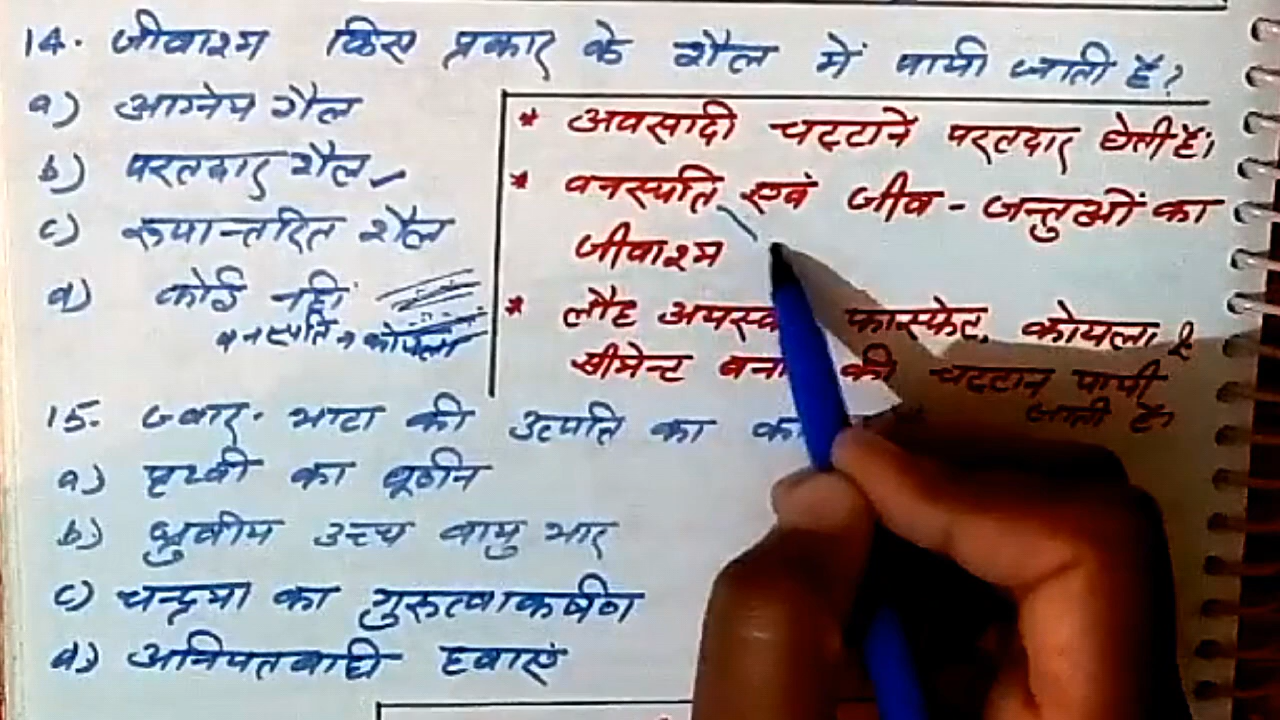 14. जीवाश्म किस प्रकार के शैल में पायी जाती है?
a) आग्नेय शैल
b) परतदार शैल
c) रूपान्तरित शैल
d) कोई नहीं
वनस्पति कोयला
* अवसादी चट्टाने परतदार होती हैं।
* वनस्पति एवं जीव-जन्तुओं का
जीवाश्म
* लौह अयस्क फास्फेट, कोयला &
सीमेन्ट की चट्टान पायी
जाती है।
15. ज्वार-भाटा की उत्पति का
a) पृथ्वी का घूर्णन
b) ध्रुवीय उच्च वायु भार
c) चन्द्रमा का गुरुत्वाकर्षण
d) अनियतवाही हवाएं